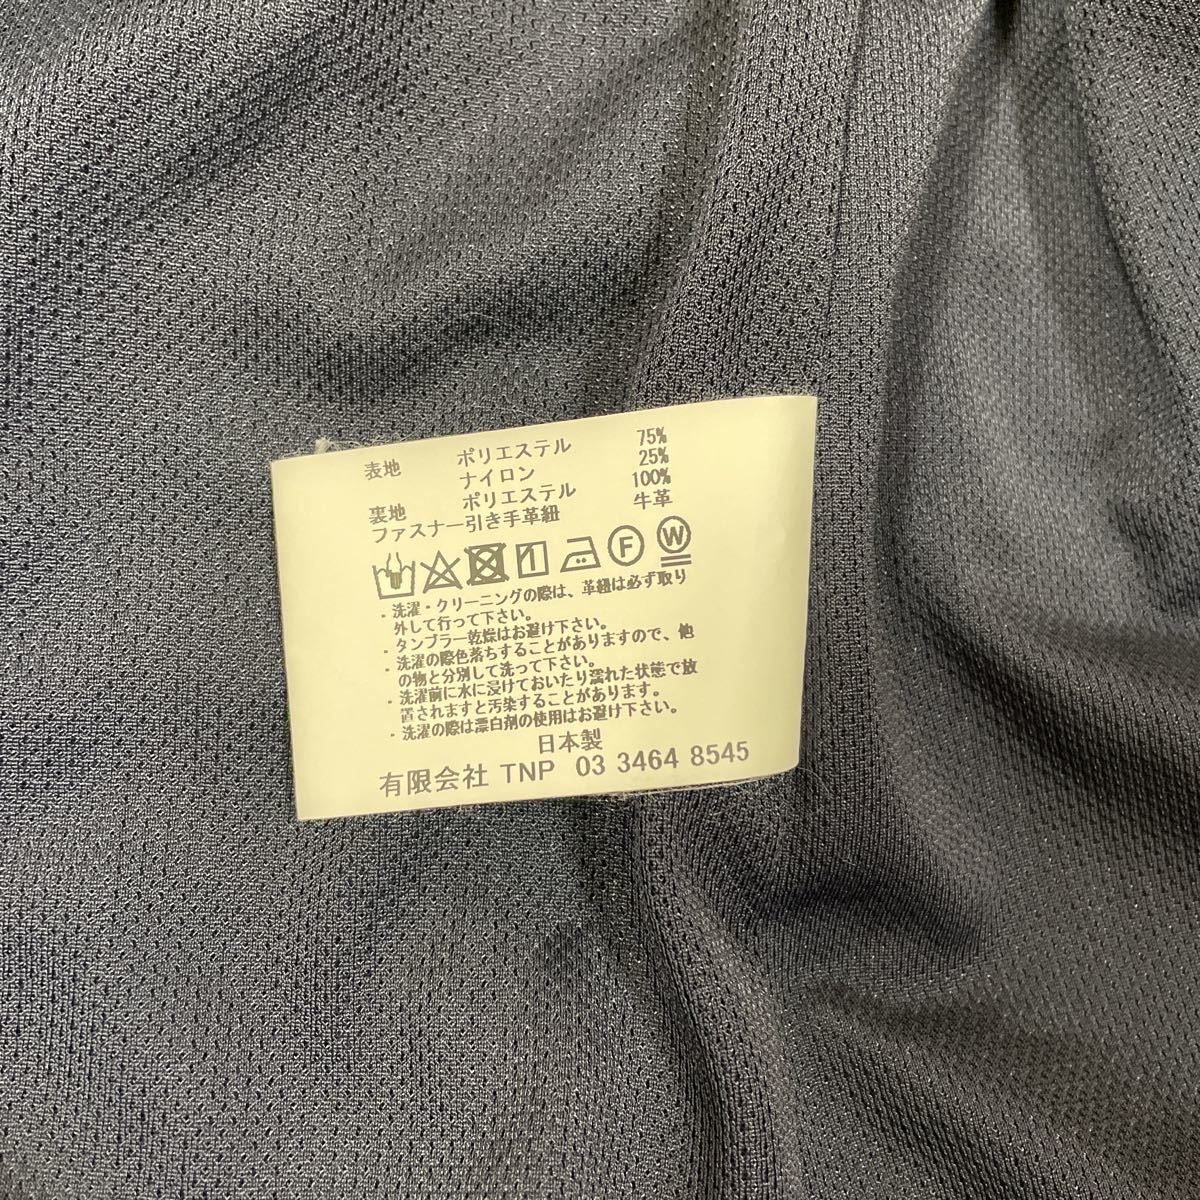 表地 ポリエステル 75%
ナイロン 25%
裏地 ポリエステル 100%
ファスナー引き手革紐 牛革
F W
・洗濯・クリーニングの際は、革紐は必ず取り
外して行って下さい。
・タンブラー乾燥はお避け下さい。
・洗濯の際色落ちすることがありますので、他
の物と分別して洗って下さい。
・洗濯前に水に浸けておいたり濡れた状態で放
置されますと汚染することがあります。
・洗濯の際は漂白剤の使用はお避け下さい。
日本製
有限会社 TNP 03 3464 8545